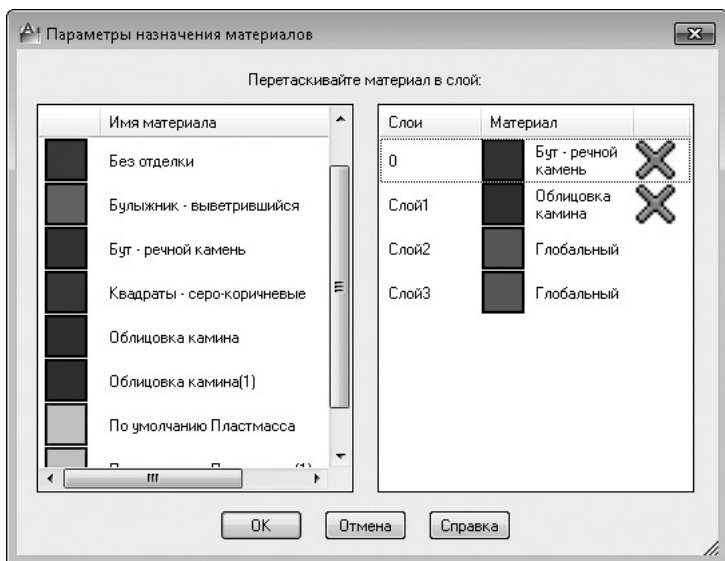 Параметры назначения материалов
Перетаскивайте материал в слой:
Имя материала
Без отделки
Булыжник - выветрившийся
Бут - речной камень
Квадраты - серо-коричневые
Облицовка камина
Облицовка камина(1)
По умолчанию Пластмасса
Слои Материал
0 Бут - речной
камень
Слой1 Облицовка
камина
Слой2 Глобальный
Слой3 Глобальный
ОК Отмена Справка